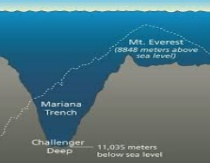 Mt. Everest
(8848 meters above
sea level)
Mariana
Trench
Challenger
Deep
11,035 meters
below sea level